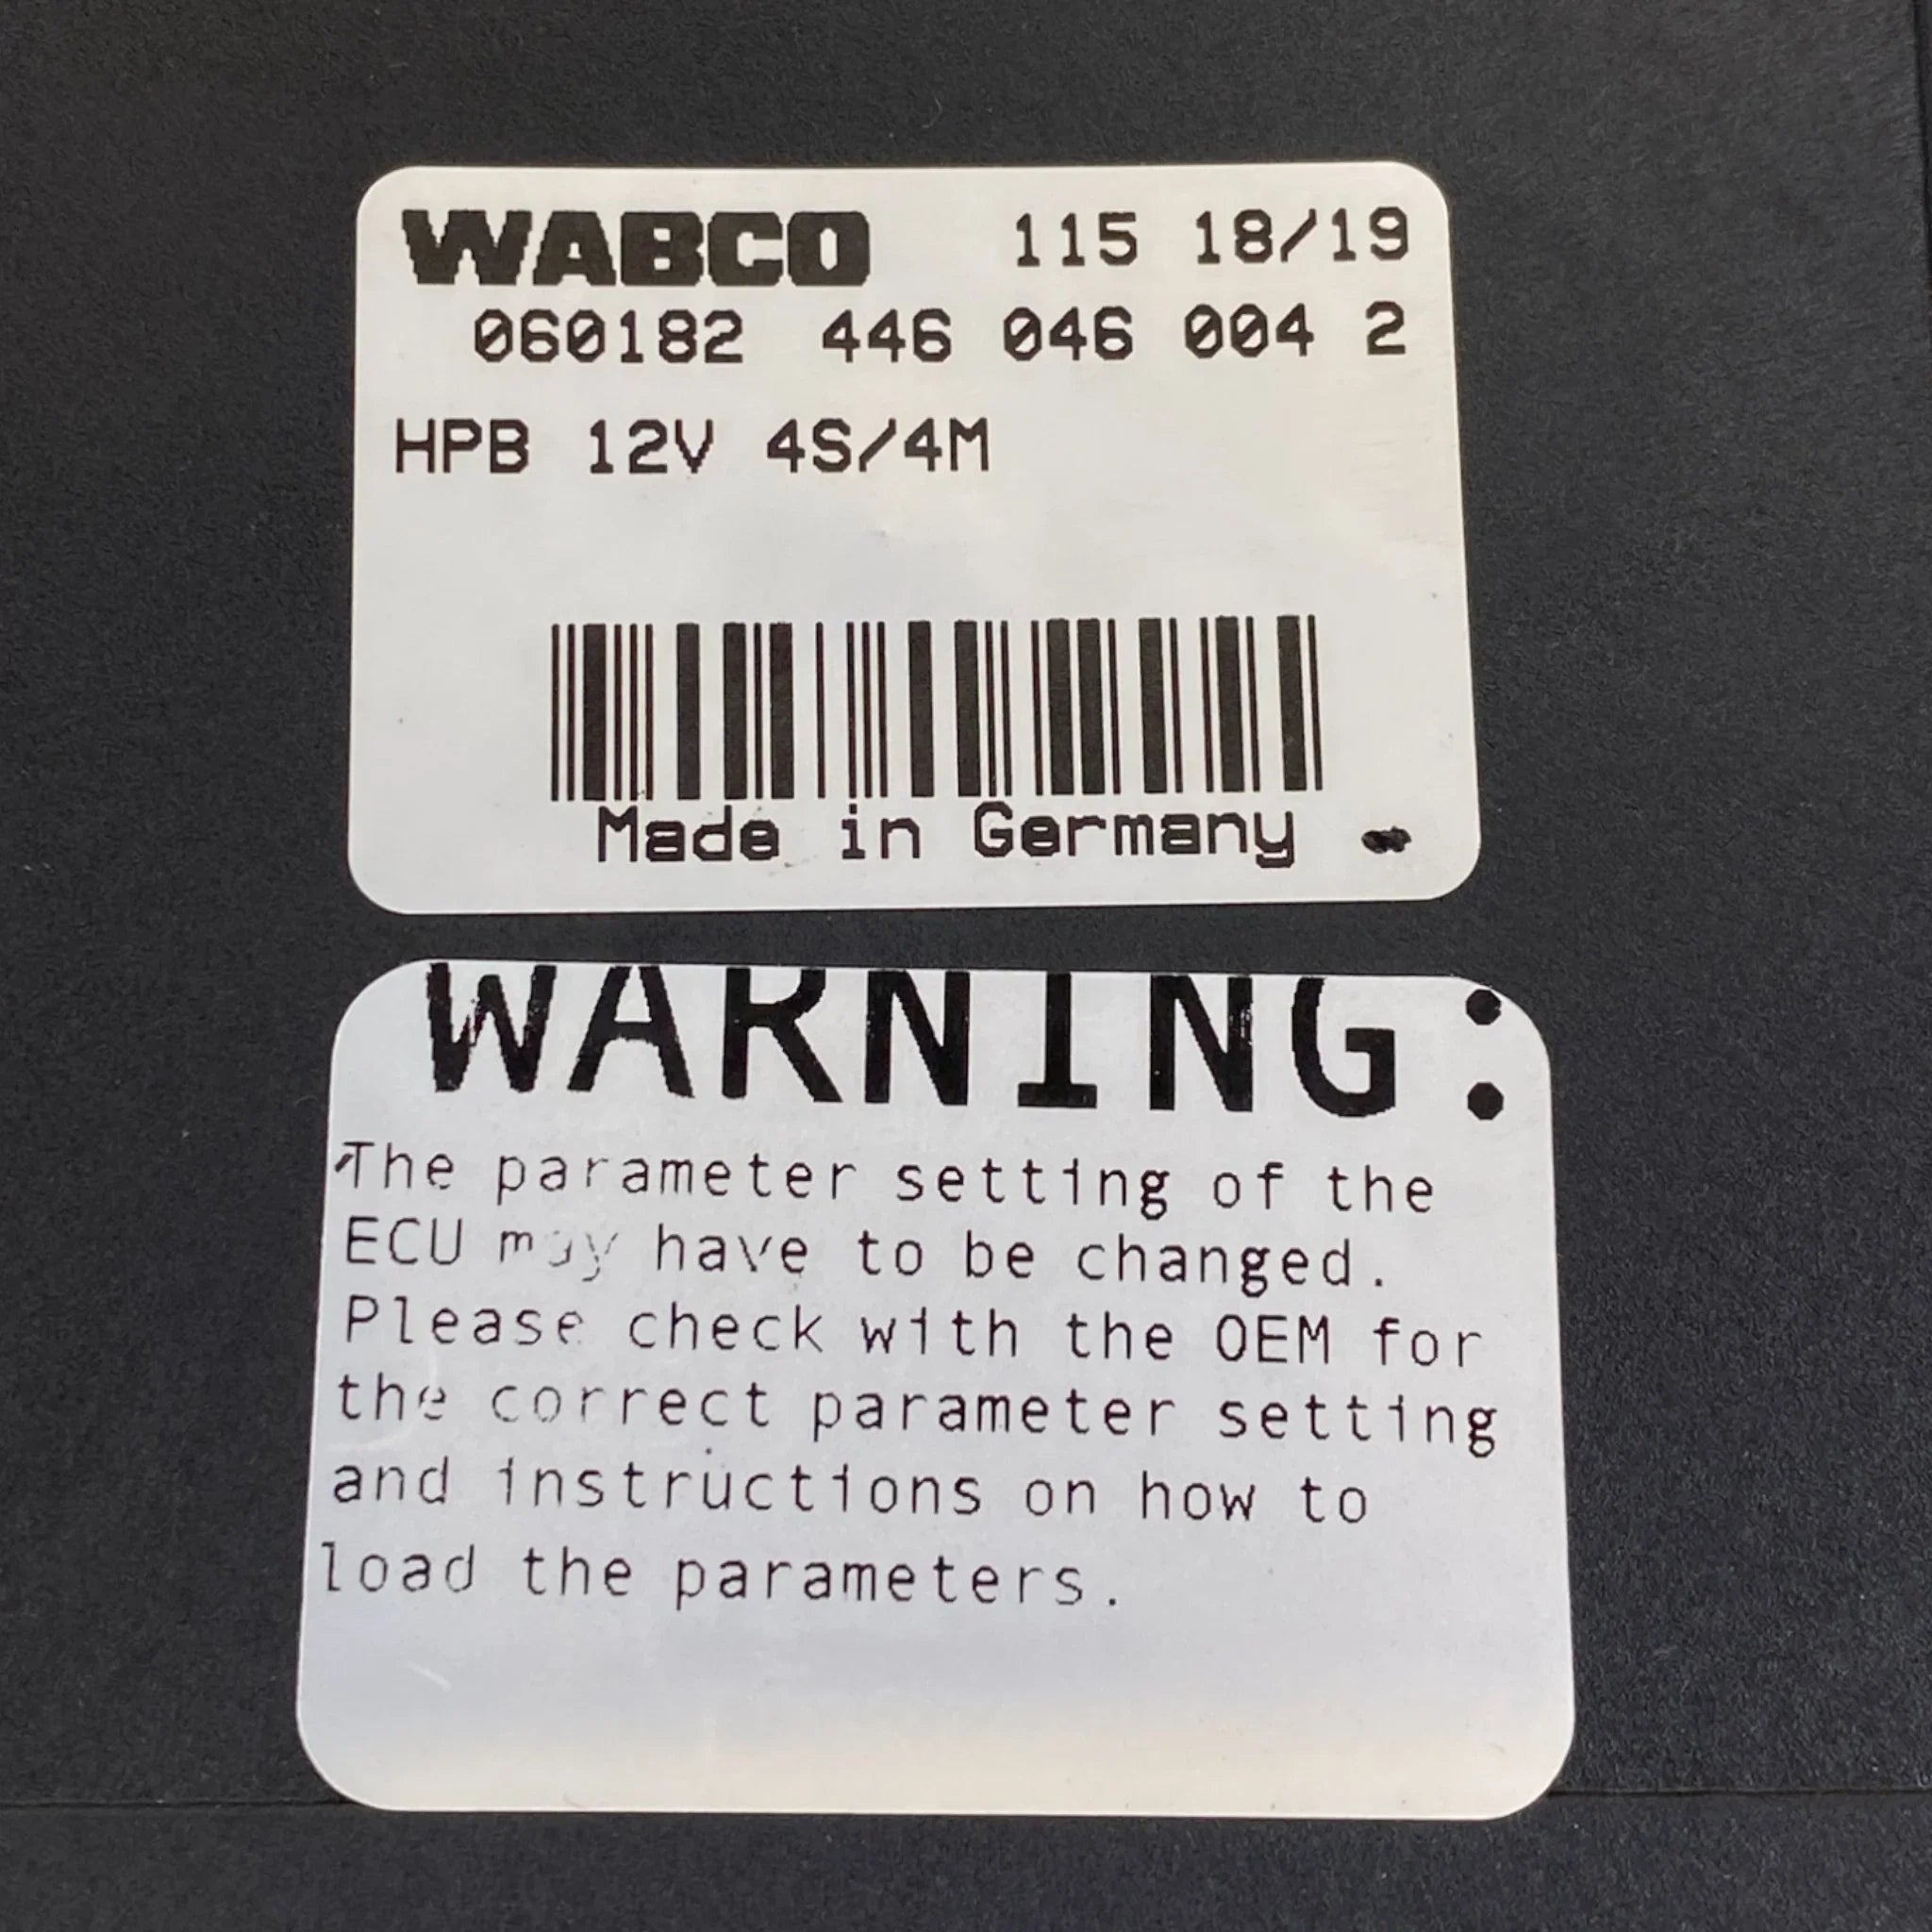 WABCO 115 18/19
060182 446 046 004 2
HPB 12V 4S/4M
Made in Germany
WARNING:
The parameter setting of the
ECU may have to be changed.
Please check with the OEM for
the correct parameter setting
and instructions on how to
load the parameters.